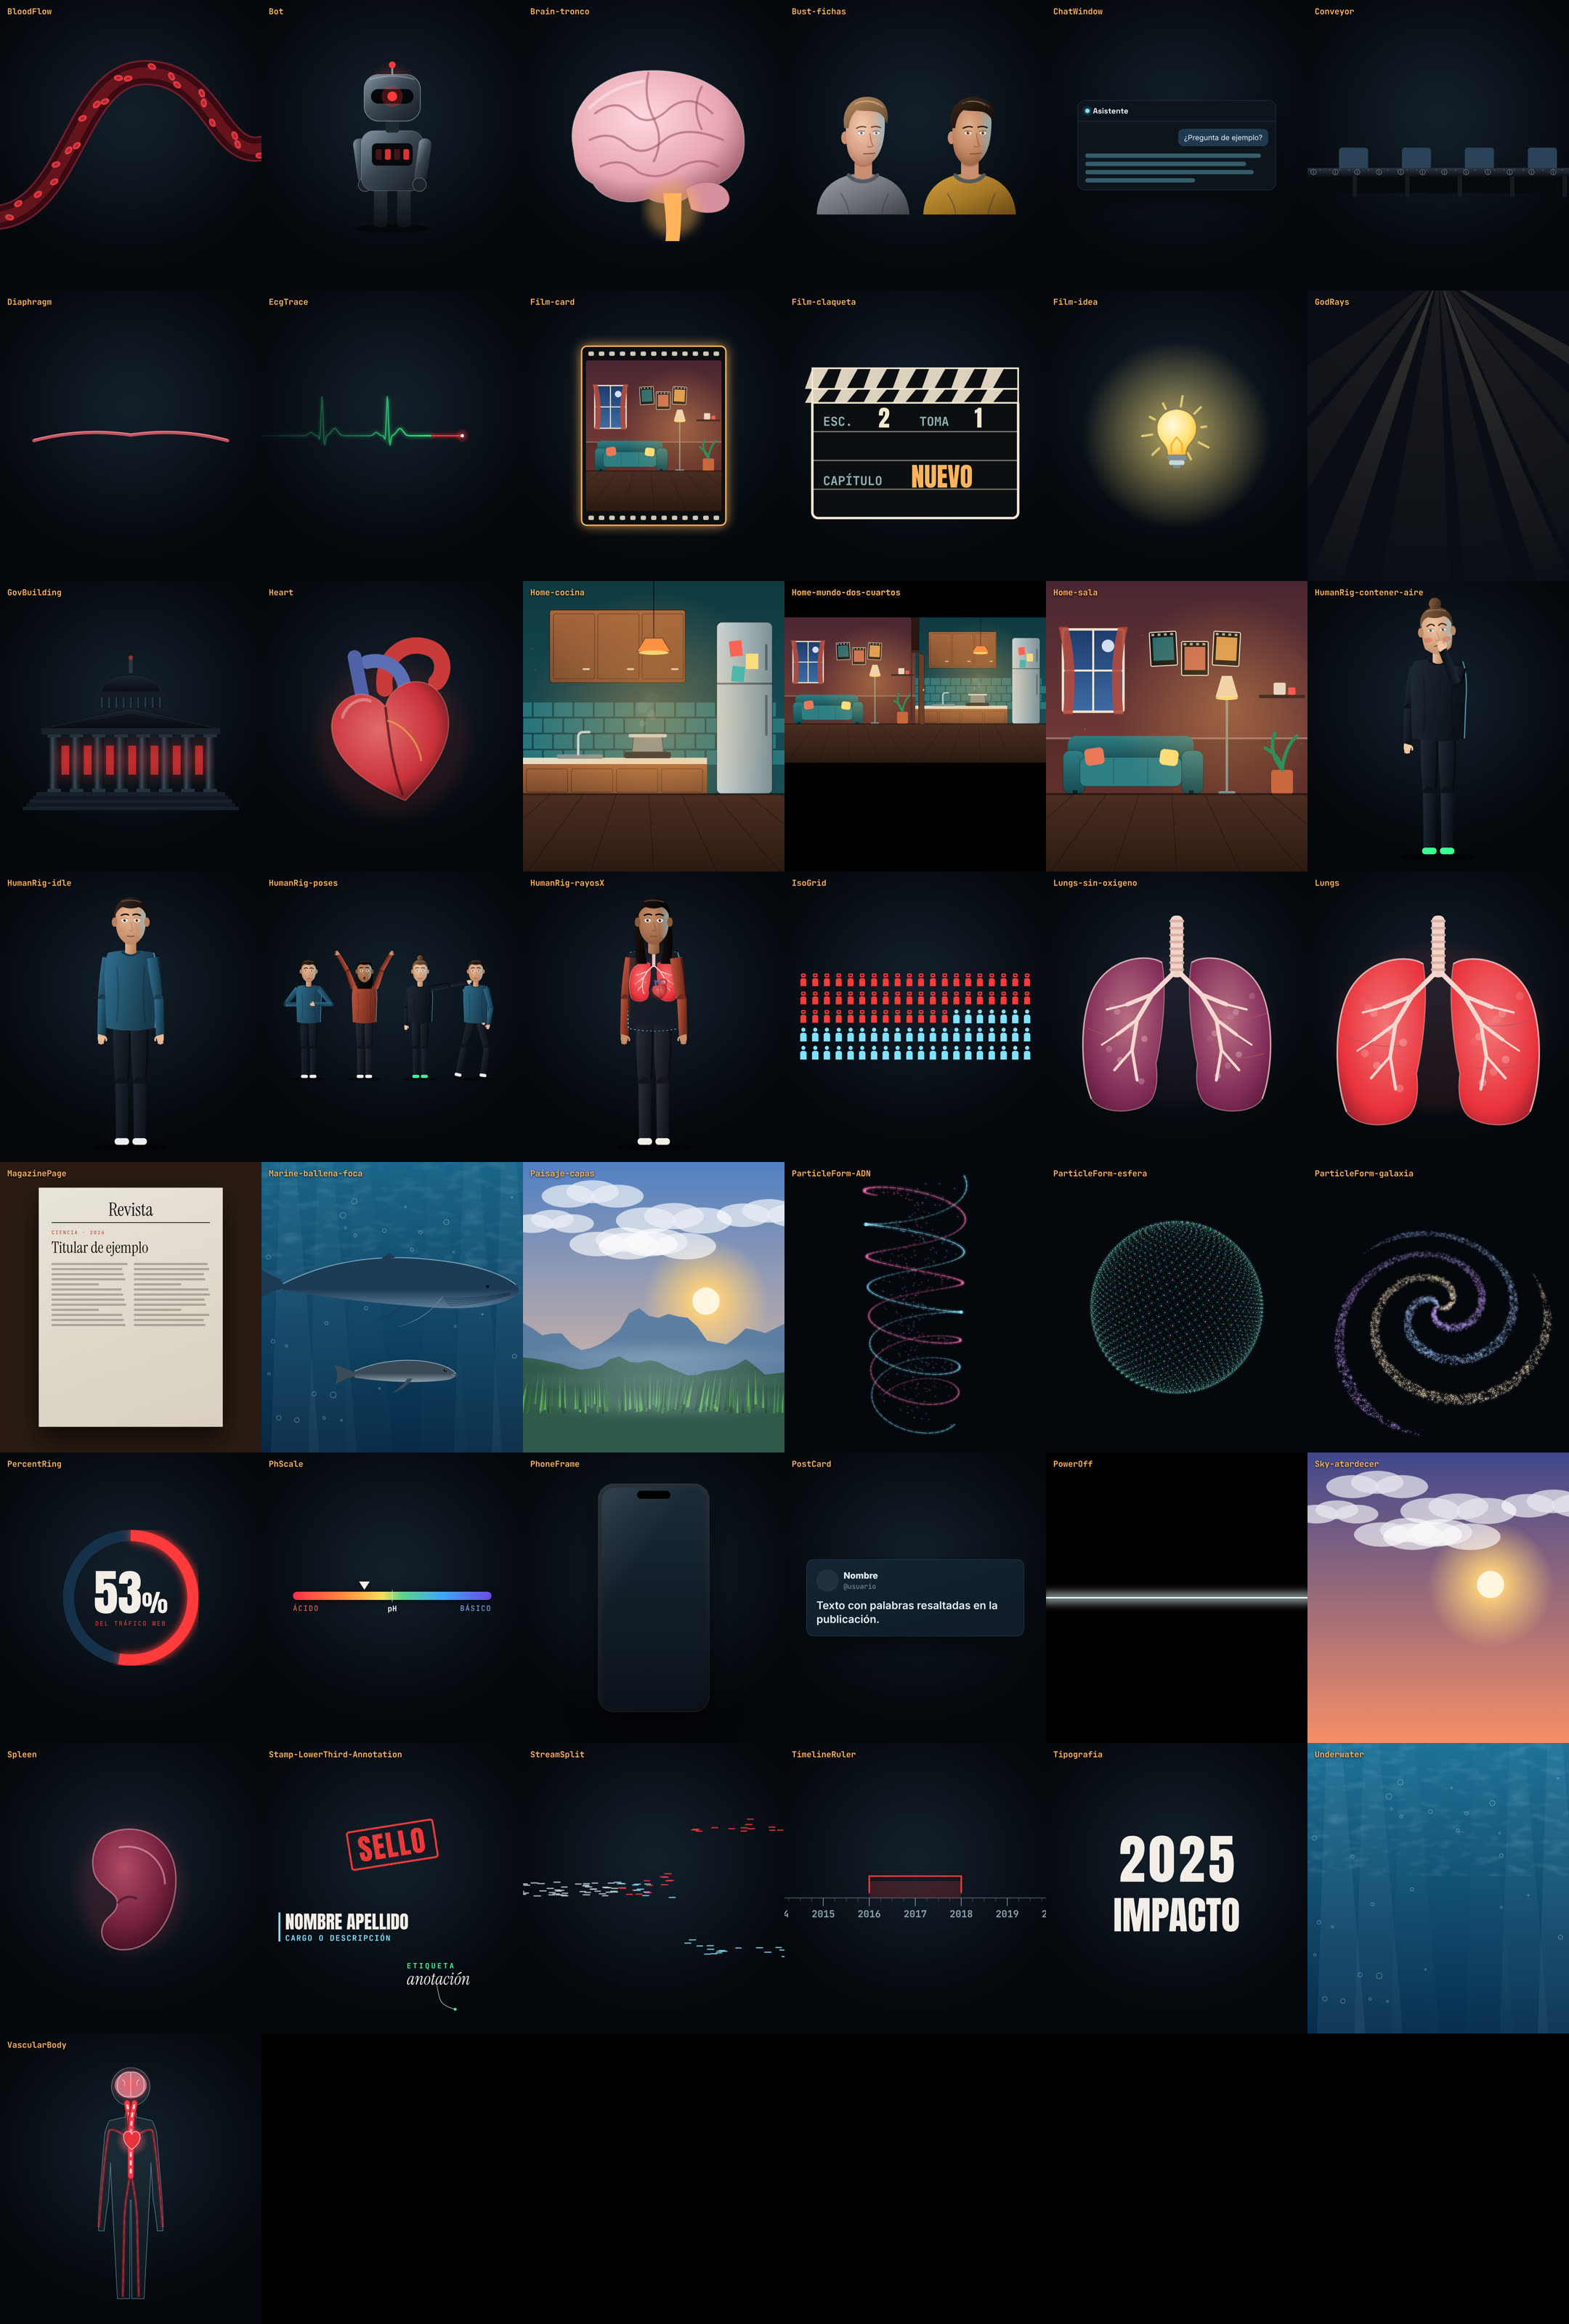 BloodFlow
Bot
Brain-tronco
Bust-fichas
ChatWindow
Asistente
¿Pregunta de ejemplo?
Conveyor
Diaphragm
EcgTrace
Film-card
Film-claqueta
ESC. 2 TOMA 1
CAPÍTULO NUEVO
Film-idea
GodRays
GovBuilding
Heart
Home-cocina
Home-mundo-dos-cuartos
Home-sala
HumanRig-contener-aire
HumanRig-idle
HumanRig-poses
HumanRig-rayosX
IsoGrid
Lungs-sin-oxigeno
Lungs
MagazinePage
Revista
CIENCIA · 2026
Titular de ejemplo
Marine-ballena-foca
Paisaje-capas
ParticleForm-ADN
ParticleForm-esfera
ParticleForm-galaxia
PercentRing
53%
DEL TRÁFICO WEB
PhScale
ÁCIDO pH BÁSICO
PhoneFrame
PostCard
Nombre
@usuario
Texto con palabras resaltadas en la
publicación.
PowerOff
Sky-atardecer
Spleen
Stamp-LowerThird-Annotation
SELLO
NOMBRE APELLIDO
CARGO O DESCRIPCIÓN
ETIQUETA
anotación
StreamSplit
TimelineRuler
4 2015 2016 2017 2018 2019 2
Tipografia
2025
IMPACTO
Underwater
VascularBody